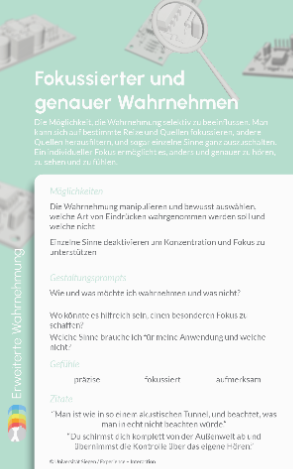 Fokussierter und
genauer Wahrnehmen
Die Möglichkeit, die Wahrnehmung selektiv zu beeinflussen. Man
kann sich auf bestimmte Reize und Quellen fokussieren, andere
Quellen herausfiltern, und sogar einzelne Sinne ganz ausschalten.
Ein individueller Fokus ermöglicht es, anders und genauer zu hören,
zu sehen und zu fühlen.
Möglichkeiten
Die Wahrnehmung manipulieren und bewusst auswählen,
welche Art von Eindrücken wahrgenommen werden soll und
welche nicht
Einzelne Sinne deaktivieren um Konzentration und Fokus zu
unterstützen
Gestaltungsprompts
Wie und was möchte ich wahrnehmen und was nicht?
Wo könnte es hilfreich sein, einen besonderen Fokus zu
schaffen?
Welche Sinne brauche ich für meine Anwendung und welche
nicht?
Gefühle
präzise fokussiert aufmerksam
Zitate
"Man ist wie in so einem akustischen Tunnel, und beachtet, was
man in echt nicht beachten würde"
"Du schirmst dich komplett von der Außenwelt ab und
übernimmst die Kontrolle über das eigene Hören."
© Universität Siegen / Experience + Interaction
Erweiterte Wahrnehmung